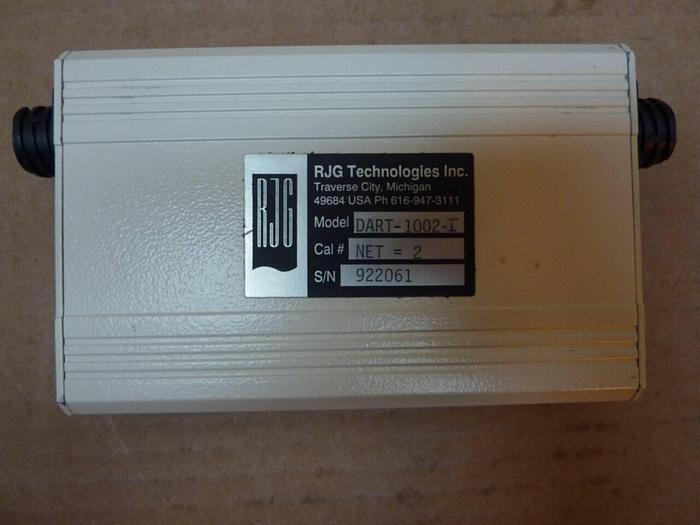 RJG
RJG Technologies Inc.
Traverse City, Michigan
49684 USA Ph 616-947-3111
Model DART-1002-I
Cal # NET = 2
S/N 922061